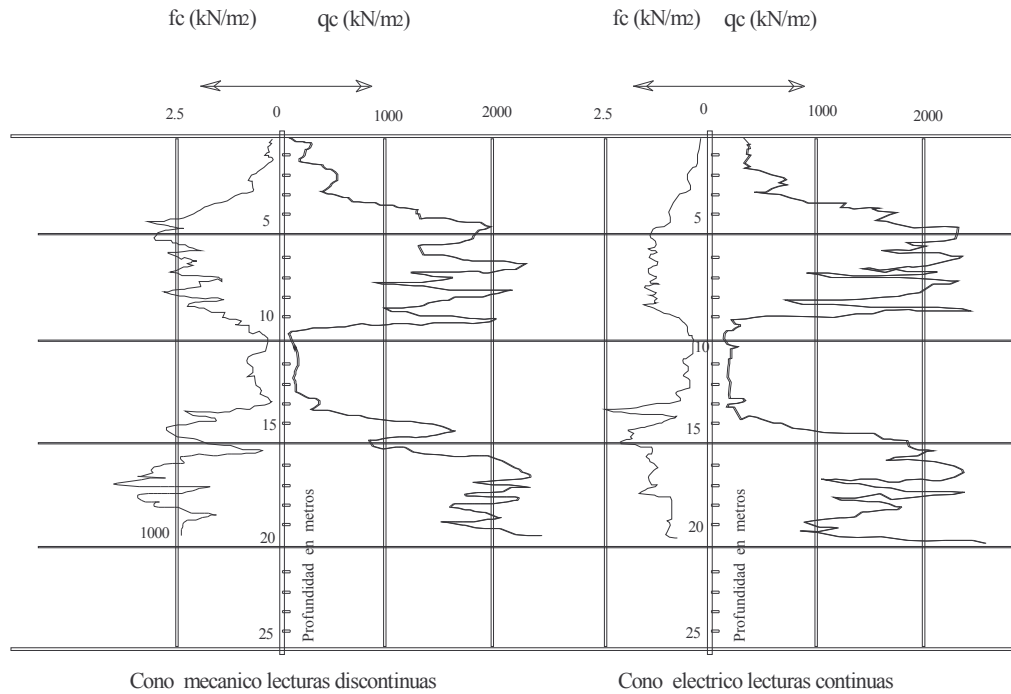 fc (kN/m2) qc (kN/m2) fc (kN/m2) qc (kN/m2)
2.5 0 1000 2000 2.5 0 1000 2000
5 5
10 10
15 15
1000 20 20
25 25
Profundidad en metros
Profundidad en metros
Cono mecanico lecturas discontinuas
Cono electrico lecturas continuas